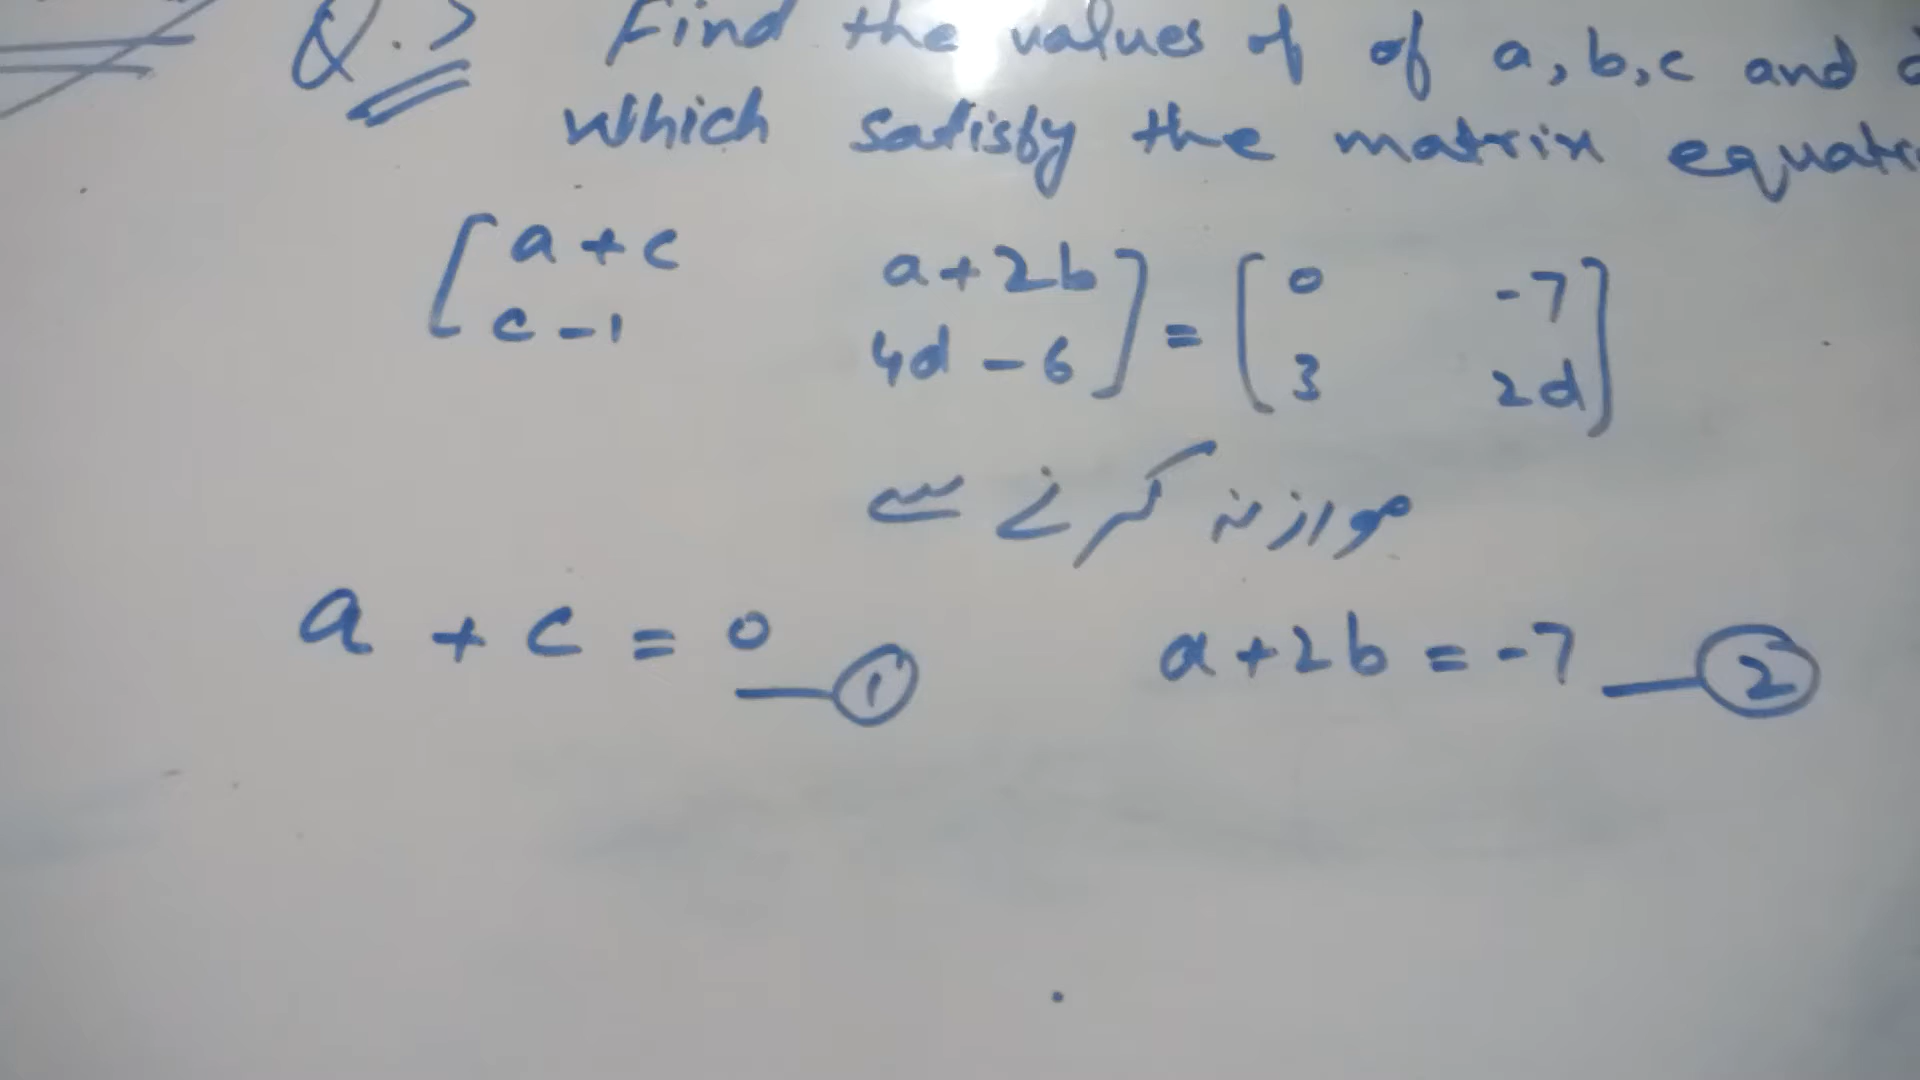 Q.> Find the values of of a, b, c and d
Which satisfy the matrix
[a+c a+2b] = [0 -7]
[c-1 4d-6] [3 2d]
موازنہ کرنے سے
a + c = 0 — ① a+2b = -7 — ②